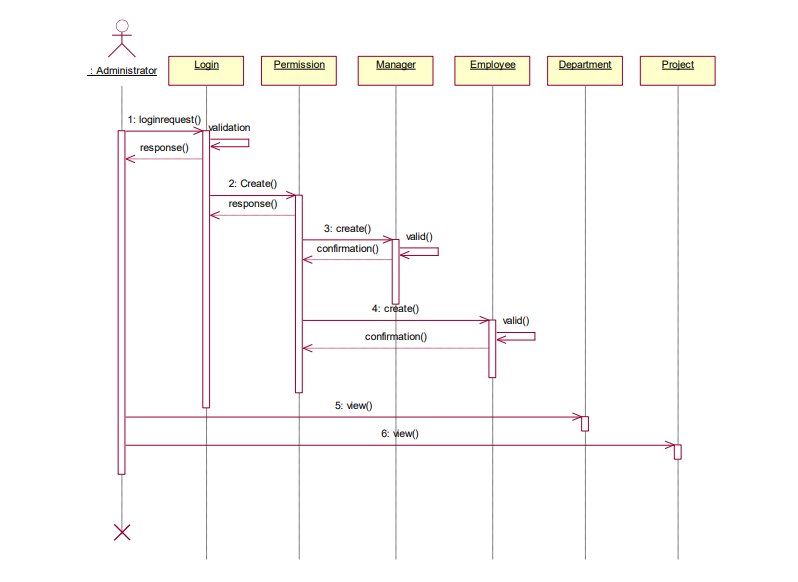 : Administrator
Login
Permission
Manager
Employee
Department
Project
1: loginrequest()
validation
response()
2: Create()
response()
3: create()
valid()
confirmation()
4: create()
valid()
confirmation()
5: view()
6: view()